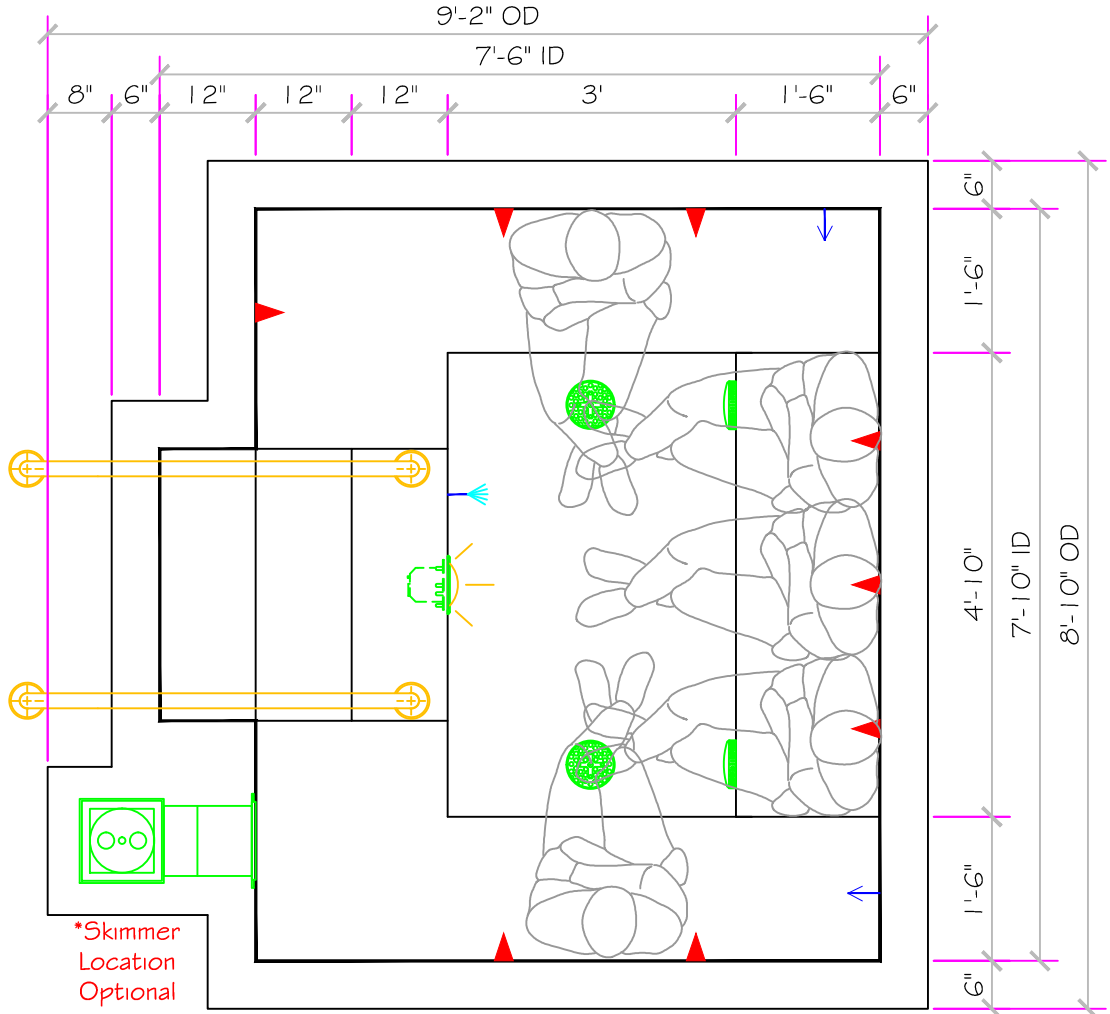 9'-2" OD
7'-6" ID
8" 6" 12" 12" 12" 3' 1'-6" 6"
6"
1'-6"
4'-10"
7'-10" ID
8'-10" OD
1'-6"
6"
*Skimmer
Location
Optional